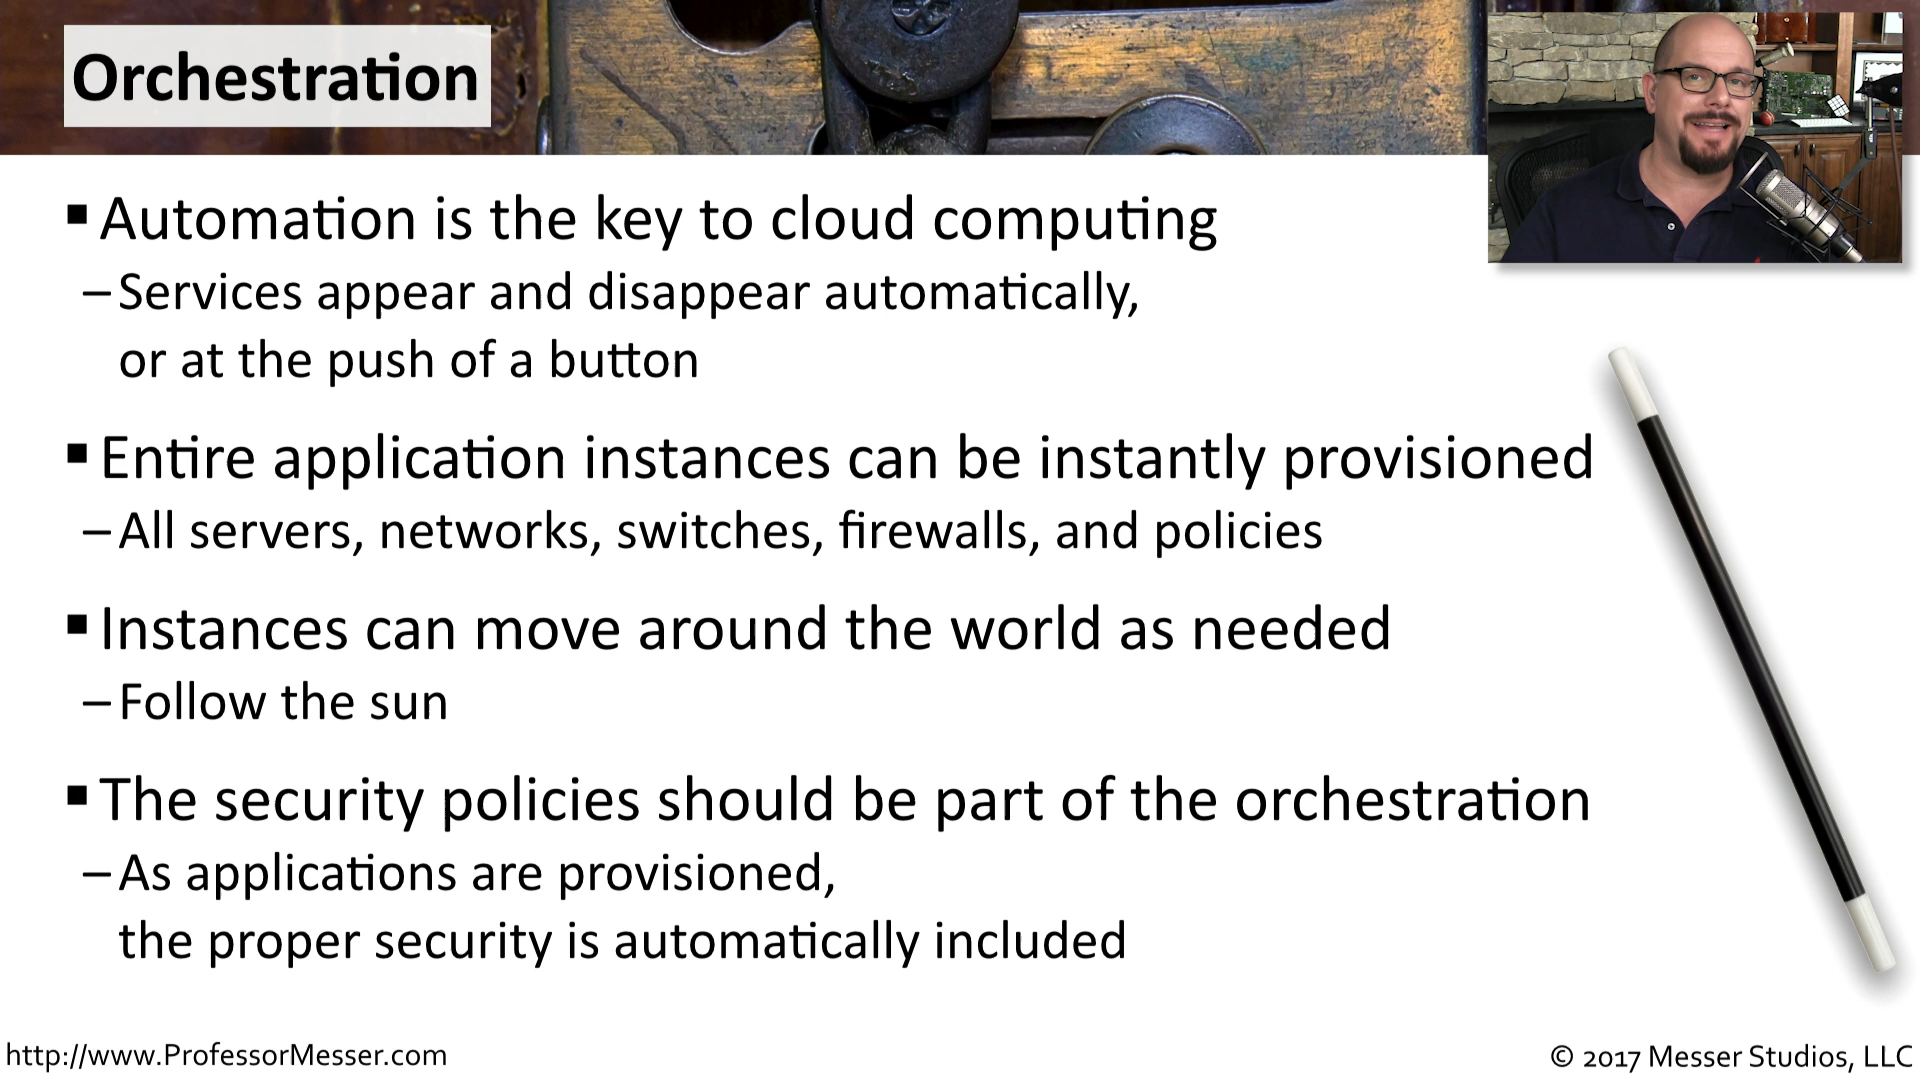 Orchestration
▪ Automation is the key to cloud computing
– Services appear and disappear automatically,
or at the push of a button
▪ Entire application instances can be instantly provisioned
– All servers, networks, switches, firewalls, and policies
▪ Instances can move around the world as needed
– Follow the sun
▪ The security policies should be part of the orchestration
– As applications are provisioned,
the proper security is automatically included
http://www.ProfessorMesser.com
© 2017 Messer Studios, LLC